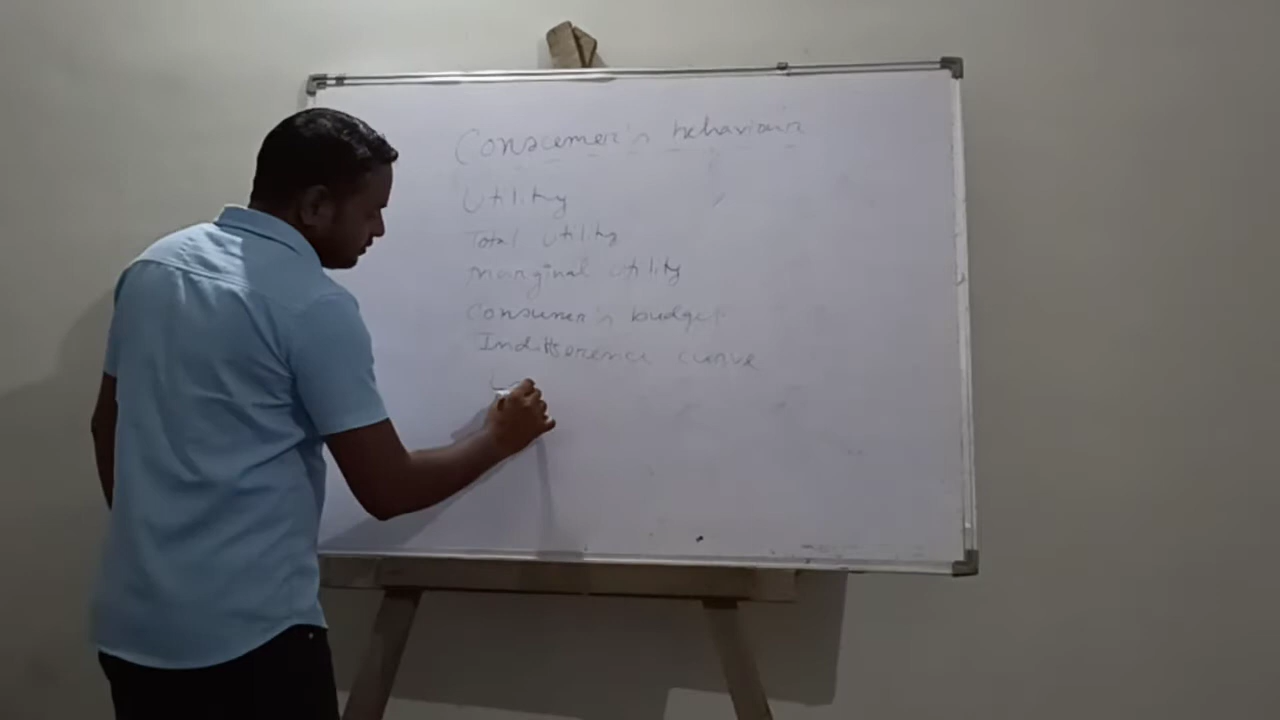 Consumer's behaviour
Utility
Total utility
Marginal utility
Consumer's budget
Indifference curve